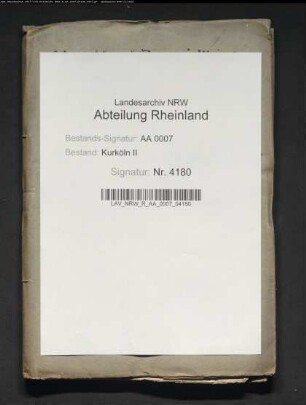 Landesarchiv NRW
Abteilung Rheinland
Bestands-Signatur: AA 0007
Bestand: Kurköln II
Signatur: Nr. 4180
LAV_NRW_R_AA_0007_04180